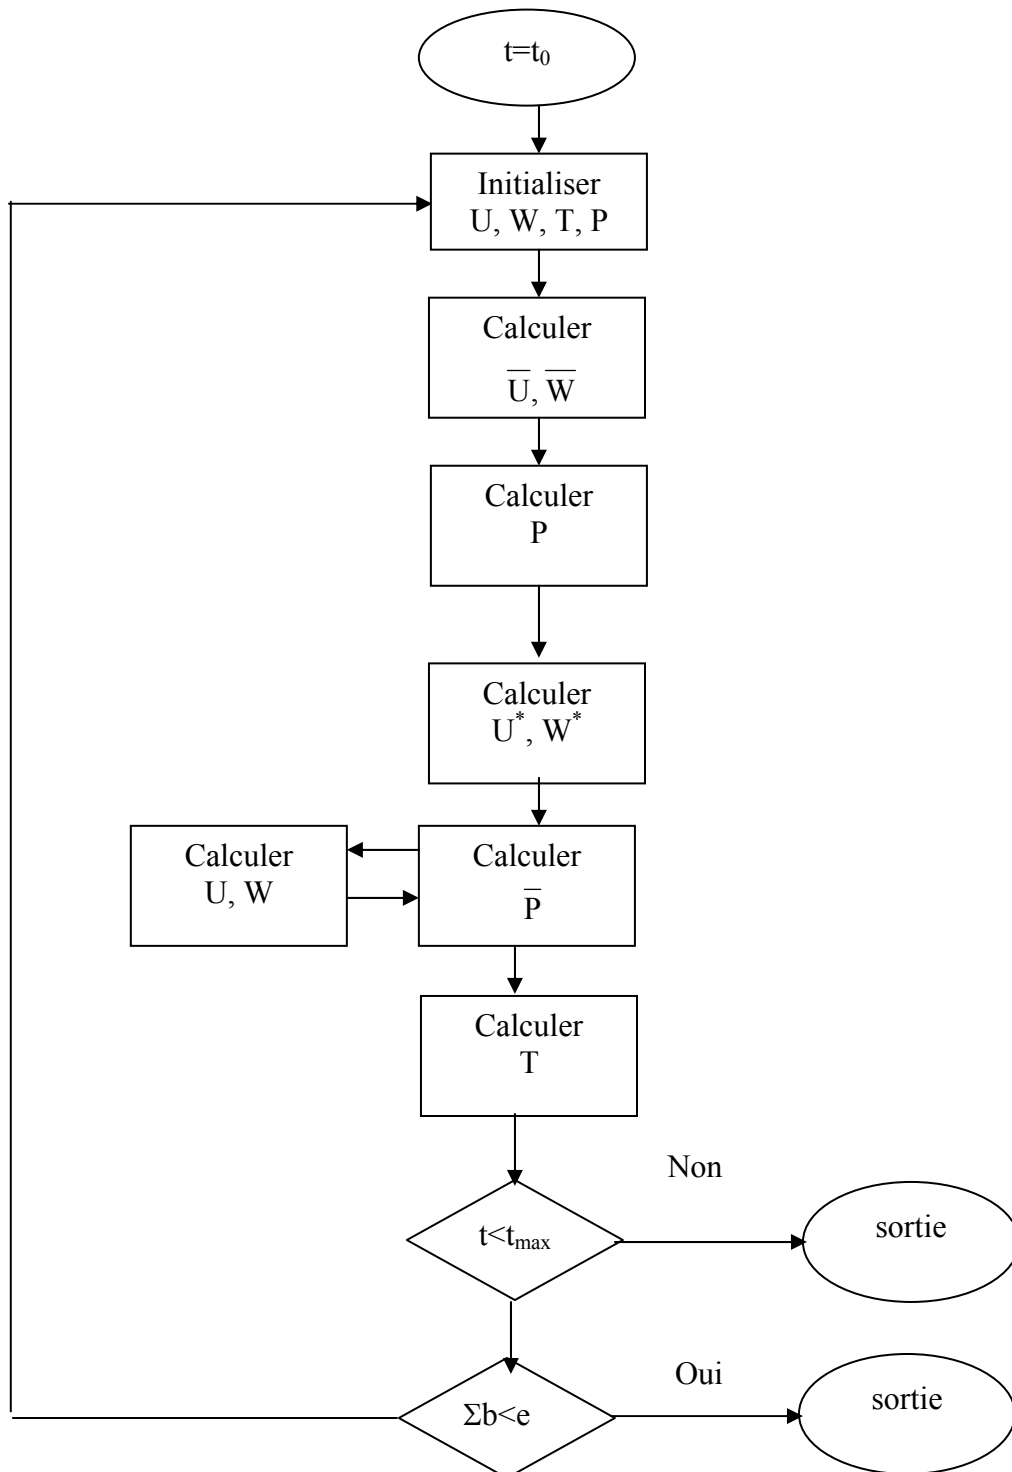 t=t₀
Initialiser
U, W, T, P
Calculer
U̅, W̅
Calculer
P
Calculer
U*, W*
Calculer
U, W
Calculer
P̅
Calculer
T
Non
t<tₘₐₓ
sortie
Oui
Σb<e
sortie